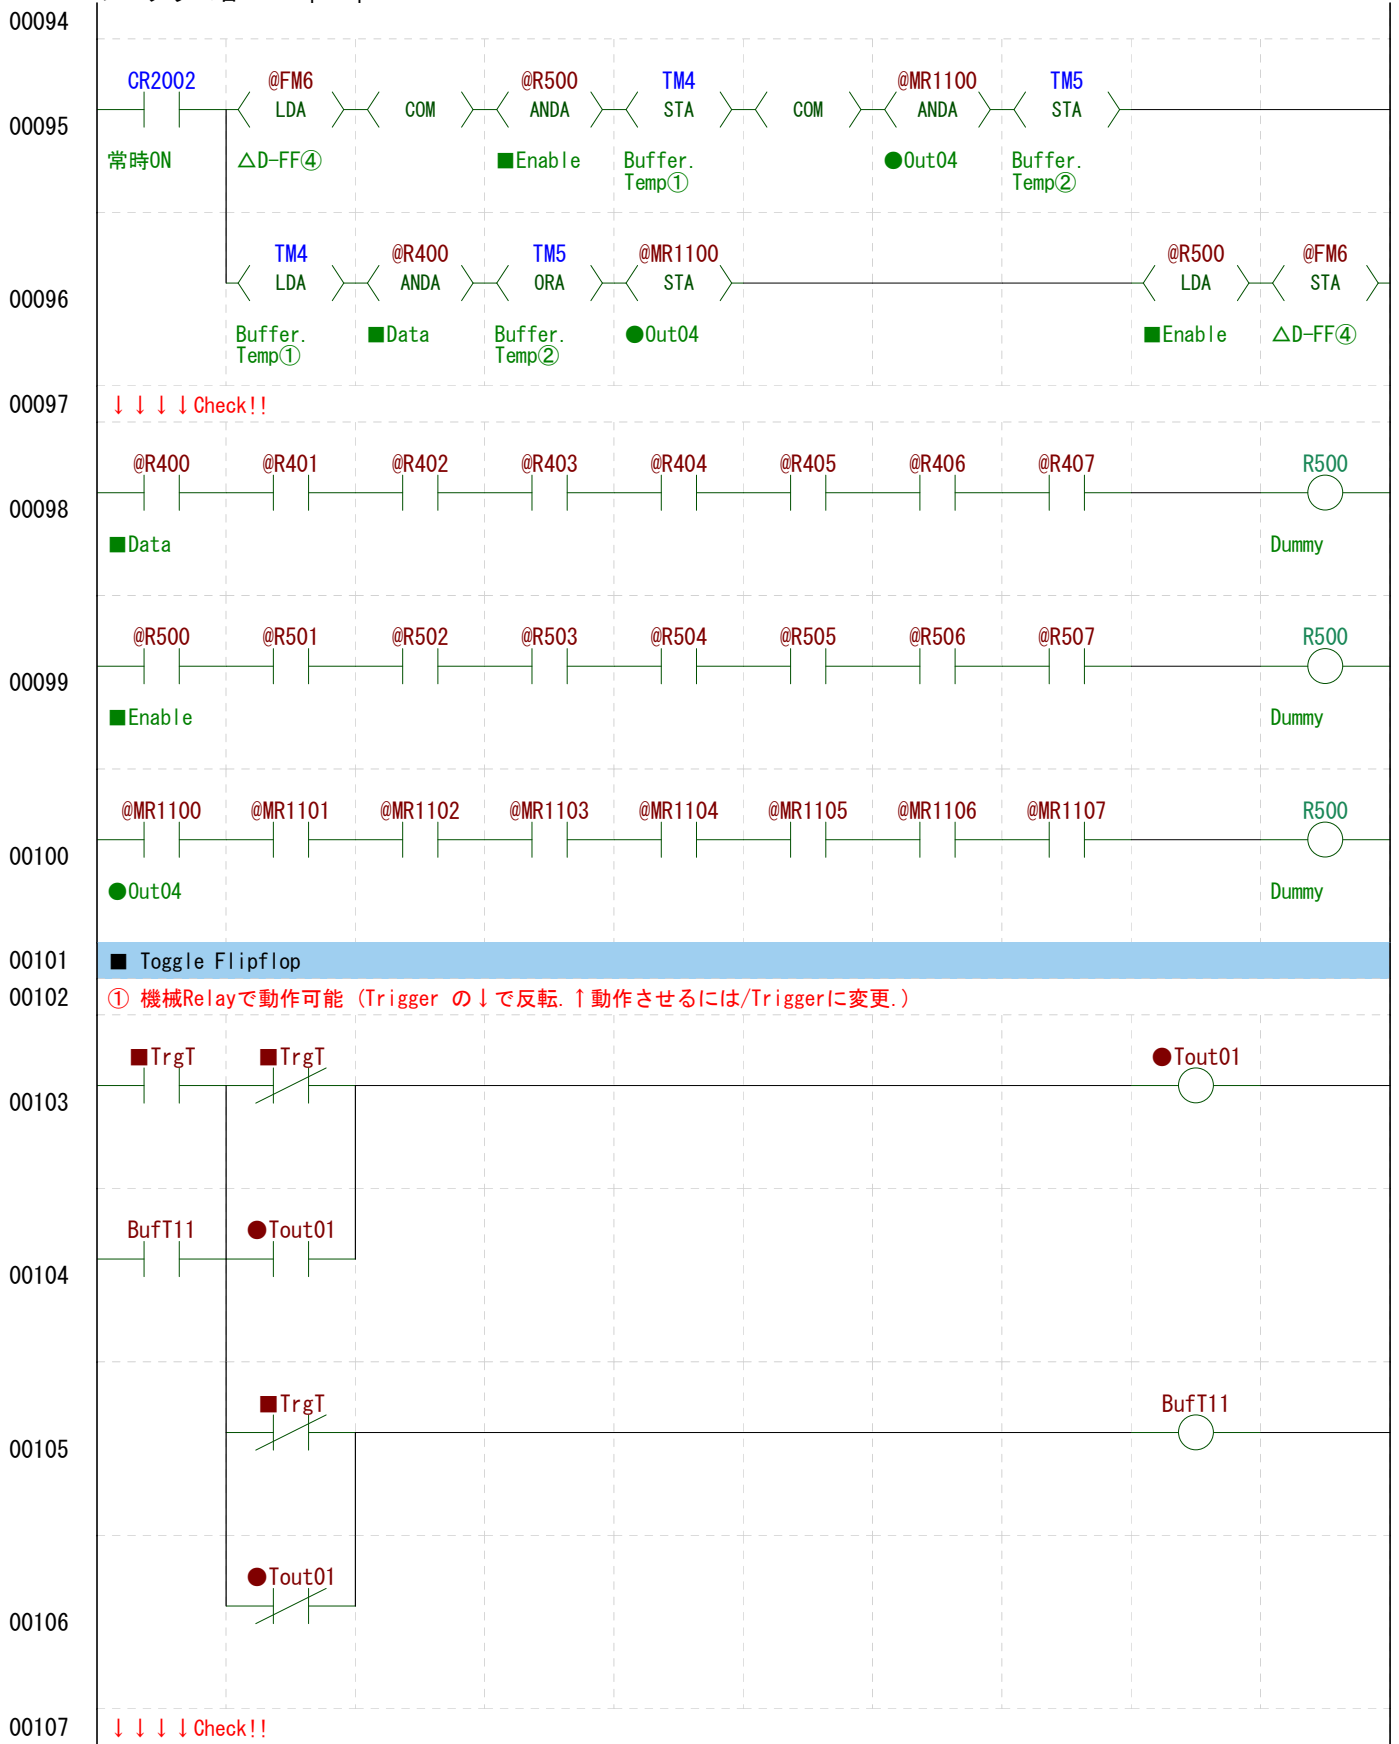 00094
CR2002 @FM6 @R500 TM4 @MR1100 TM5
LDA COM ANDA STA COM ANDA STA
00095
常時ON △D-FF④ ■Enable Buffer. ●Out04 Buffer.
Temp① Temp②
TM4 @R400 TM5 @MR1100 @R500 @FM6
LDA ANDA ORA STA LDA STA
00096
Buffer. ■Data Buffer. ●Out04 ■Enable △D-FF④
Temp① Temp②
00097 ↓↓↓↓Check!!
@R400 @R401 @R402 @R403 @R404 @R405 @R406 @R407 R500
00098
■Data Dummy
@R500 @R501 @R502 @R503 @R504 @R505 @R506 @R507 R500
00099
■Enable Dummy
@MR1100 @MR1101 @MR1102 @MR1103 @MR1104 @MR1105 @MR1106 @MR1107 R500
00100
●Out04 Dummy
00101 ■ Toggle Flipflop
00102 ① 機械Relayで動作可能 (Trigger の↓で反転.↑動作させるには/Triggerに変更.)
■TrgT ■TrgT ●Tout01
00103
BufT11 ●Tout01
00104
■TrgT BufT11
00105
●Tout01
00106
00107 ↓↓↓↓Check!!